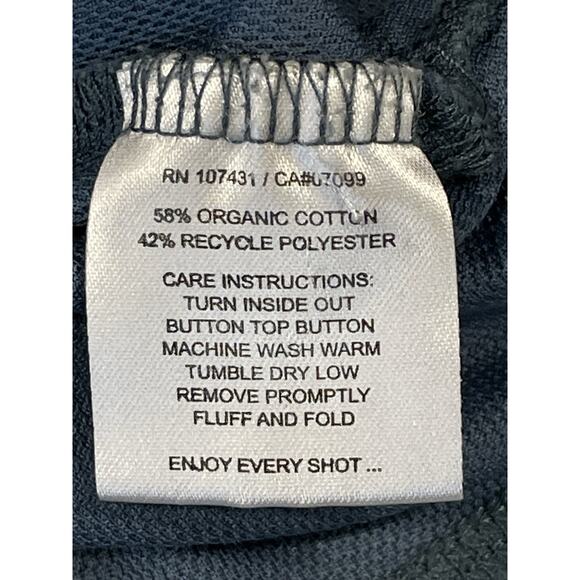 RN 107431 / CA#07099
58% ORGANIC COTTON
42% RECYCLE POLYESTER
CARE INSTRUCTIONS:
TURN INSIDE OUT
BUTTON TOP BUTTON
MACHINE WASH WARM
TUMBLE DRY LOW
REMOVE PROMPTLY
FLUFF AND FOLD
ENJOY EVERY SHOT ...